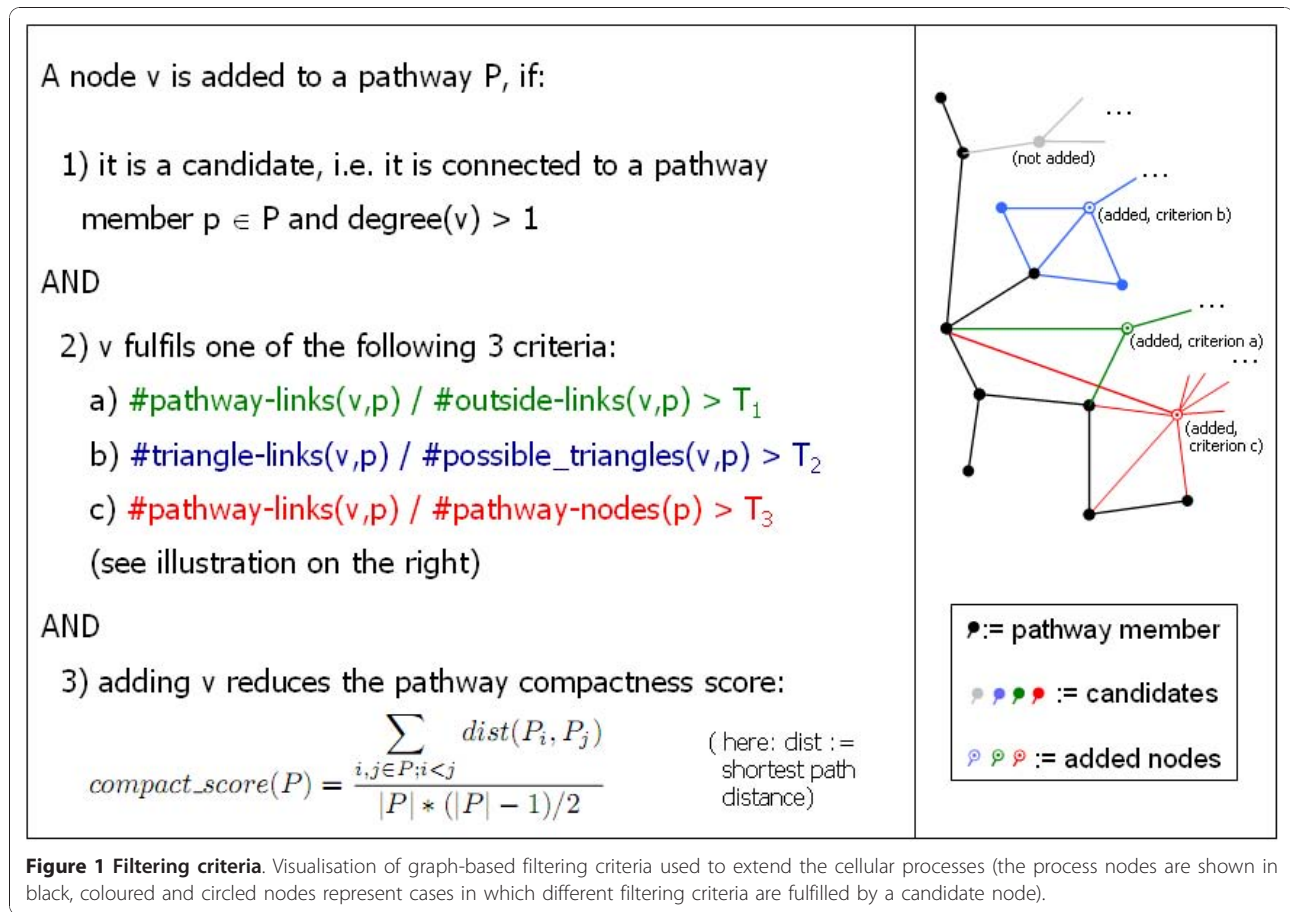 A node v is added to a pathway P, if:
1) it is a candidate, i.e. it is connected to a pathway
member p ∈ P and degree(v) > 1
AND
2) v fulfils one of the following 3 criteria:
a) #pathway-links(v,p) / #outside-links(v,p) > T₁
b) #triangle-links(v,p) / #possible_triangles(v,p) > T₂
c) #pathway-links(v,p) / #pathway-nodes(p) > T₃
(see illustration on the right)
AND
3) adding v reduces the pathway compactness score:
compact_score(P) = ∑ i,j∈P;i<j dist(P_i, P_j) / |P| ∗ (|P| − 1)/2
( here: dist :=
shortest path
distance)
...
(not added)
...
(added, criterion b)
...
(added, criterion a)
...
(added,
criterion c)
:= pathway member
:= candidates
:= added nodes
Figure 1 Filtering criteria. Visualisation of graph-based filtering criteria used to extend the cellular processes (the process nodes are shown in
black, coloured and circled nodes represent cases in which different filtering criteria are fulfilled by a candidate node).